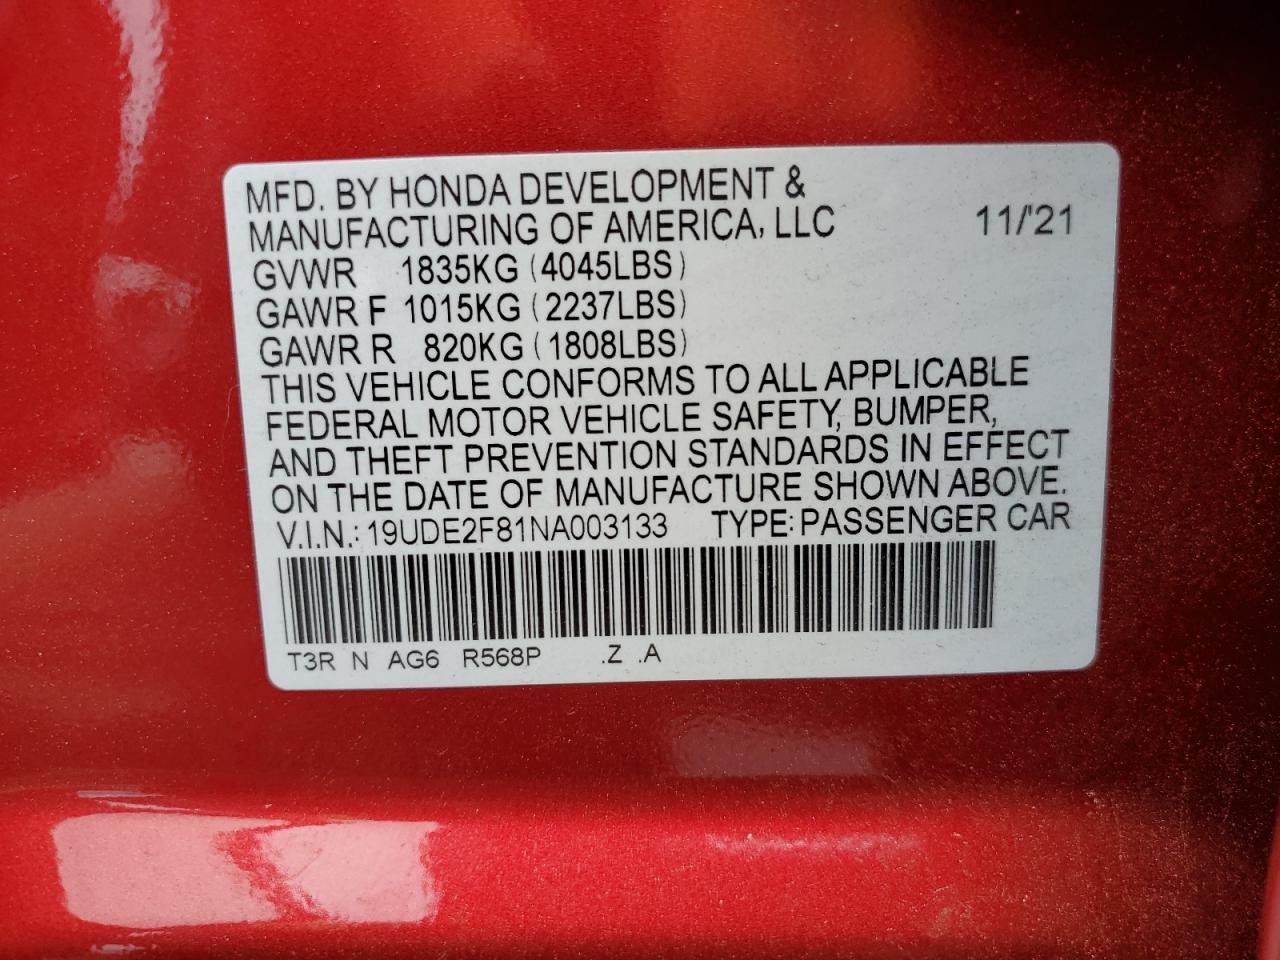 MFD. BY HONDA DEVELOPMENT &
MANUFACTURING OF AMERICA, LLC 11/'21
GVWR 1835KG (4045LBS)
GAWR F 1015KG (2237LBS)
GAWR R 820KG (1808LBS)
THIS VEHICLE CONFORMS TO ALL APPLICABLE
FEDERAL MOTOR VEHICLE SAFETY, BUMPER,
AND THEFT PREVENTION STANDARDS IN EFFECT
ON THE DATE OF MANUFACTURE SHOWN ABOVE.
V.I.N.: 19UDE2F81NA003133 TYPE: PASSENGER CAR
T3R N AG6 R568P .Z .A